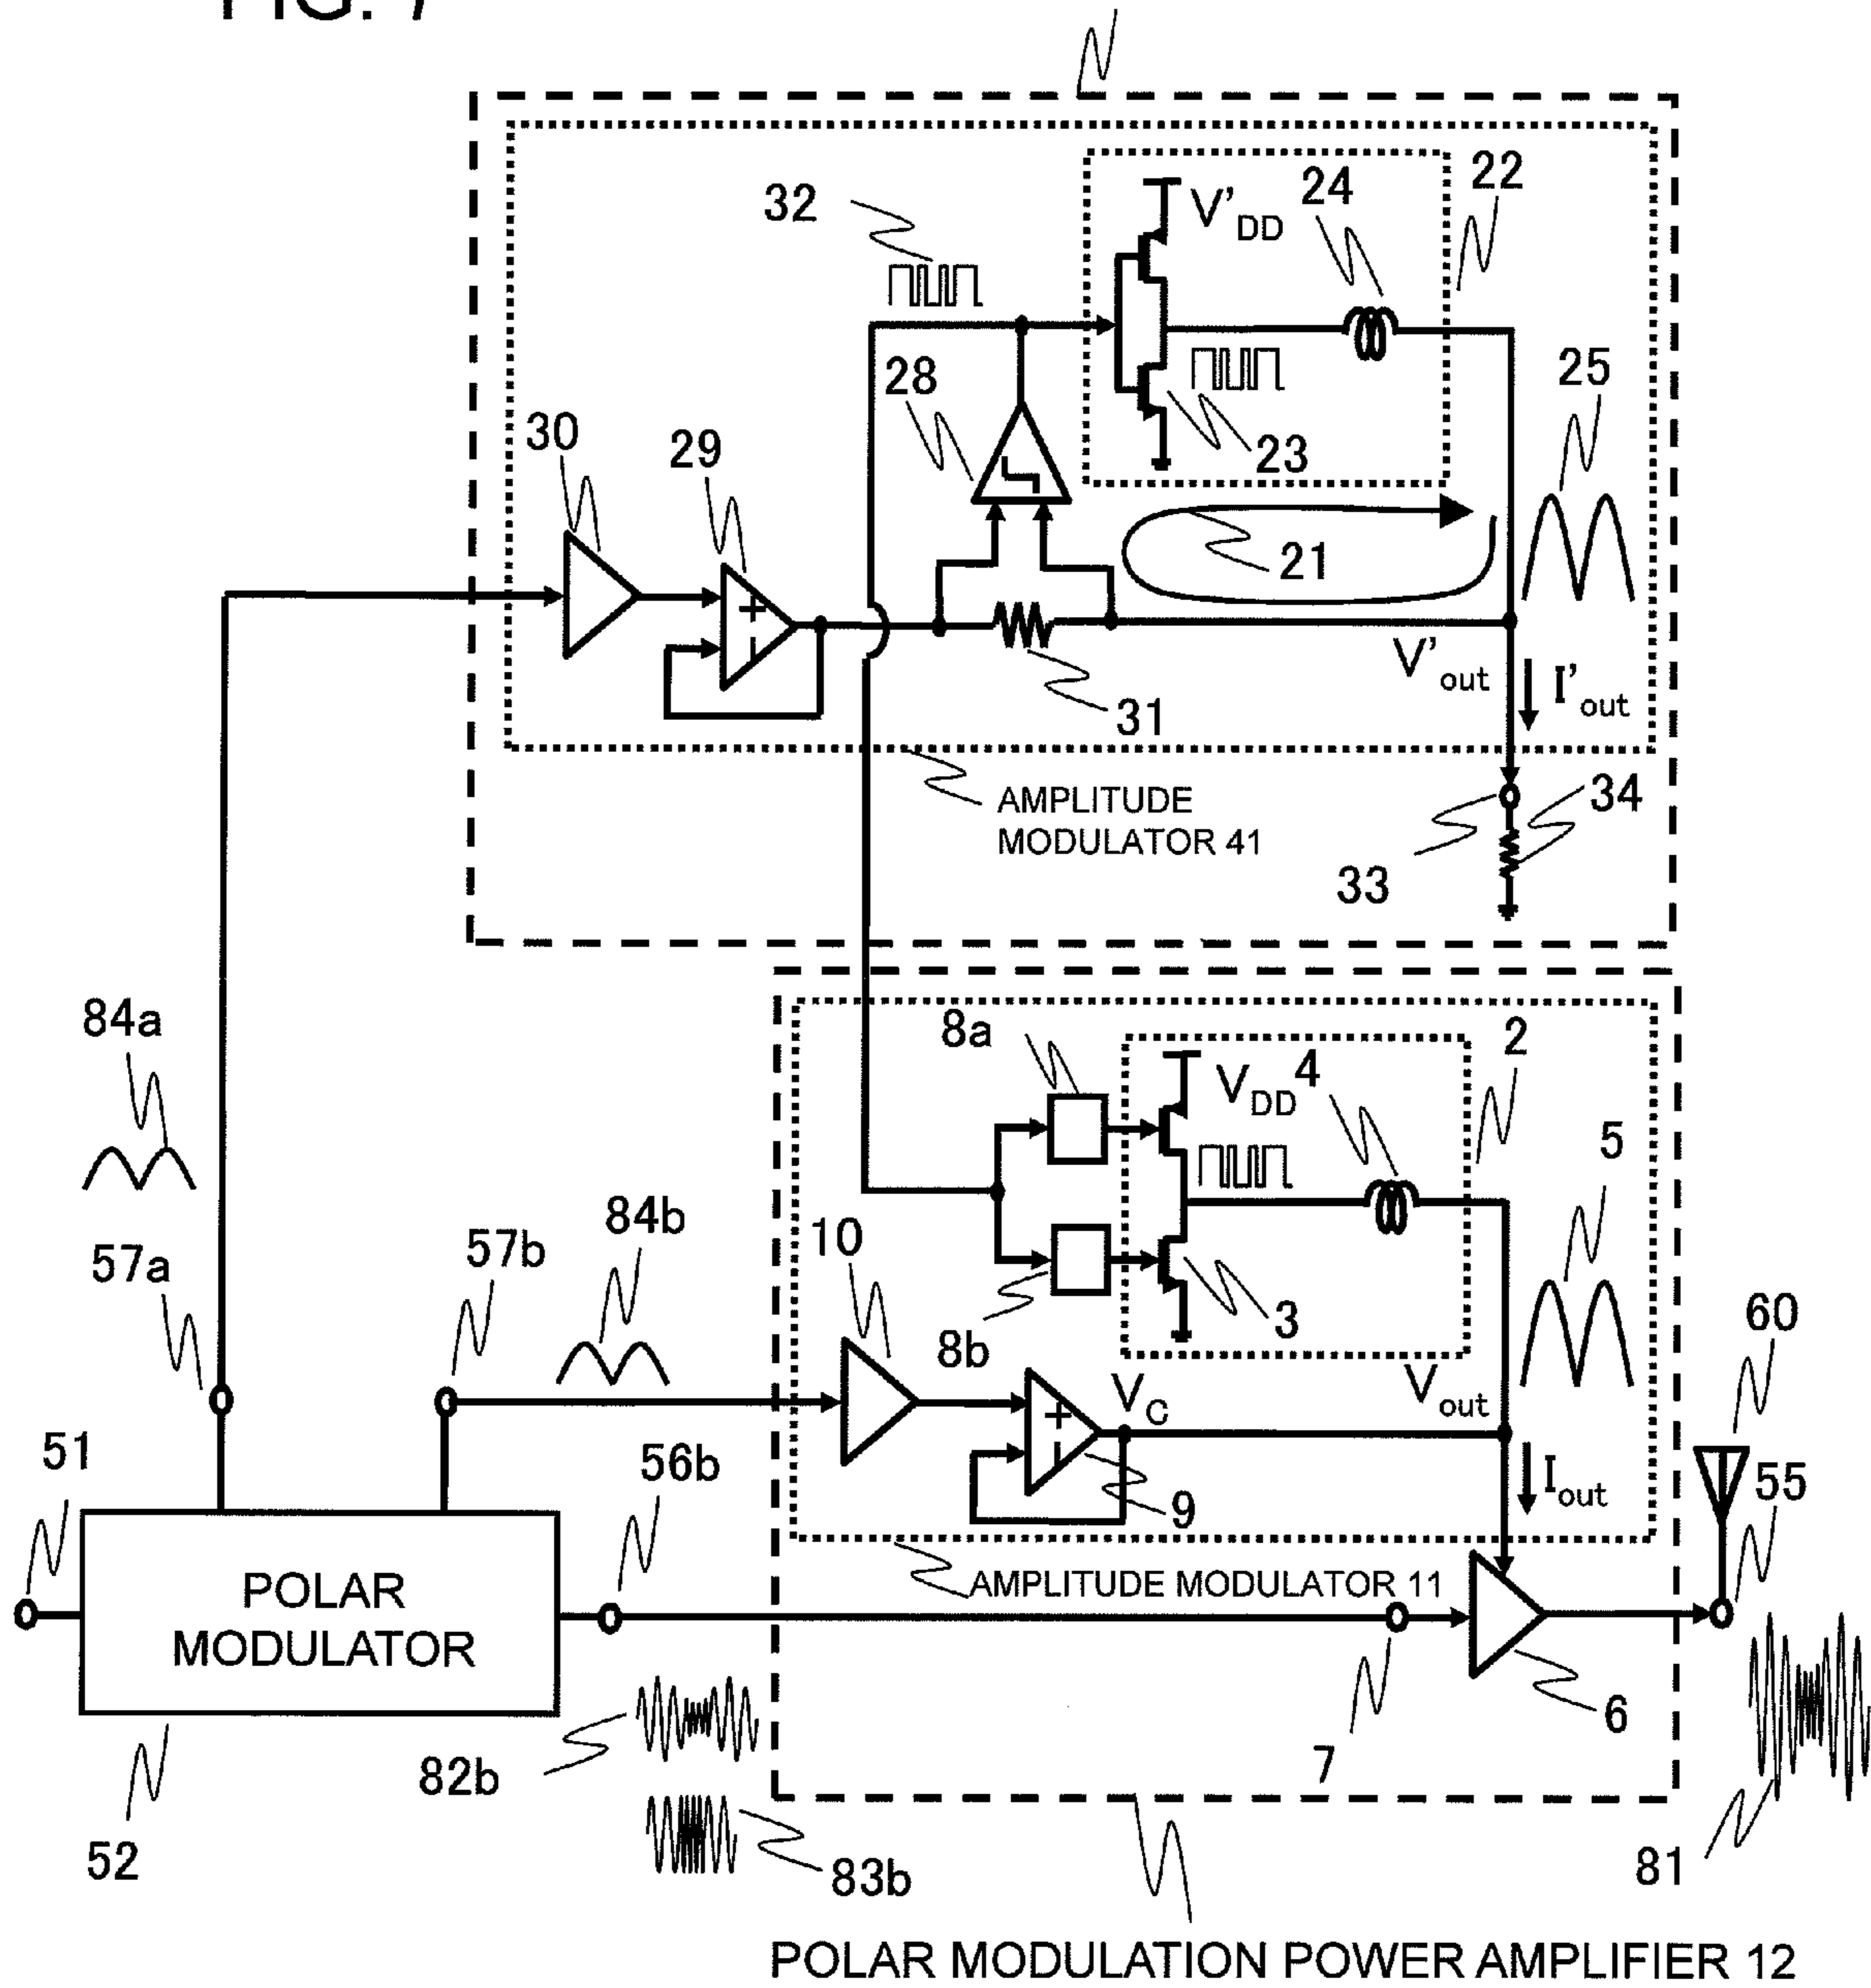 FIG. 7
32
V'DD
24
22
28
25
30
29
23
21
V'out
I'out
31
AMPLITUDE
MODULATOR 41
34
33
84a
8a
VDD
4
2
5
10
57b
84b
57a
3
8b
60
VC
Vout
51
56b
Iout
55
9
POLAR
MODULATOR
AMPLITUDE MODULATOR 11
6
7
82b
52
83b
81
POLAR MODULATION POWER AMPLIFIER 12